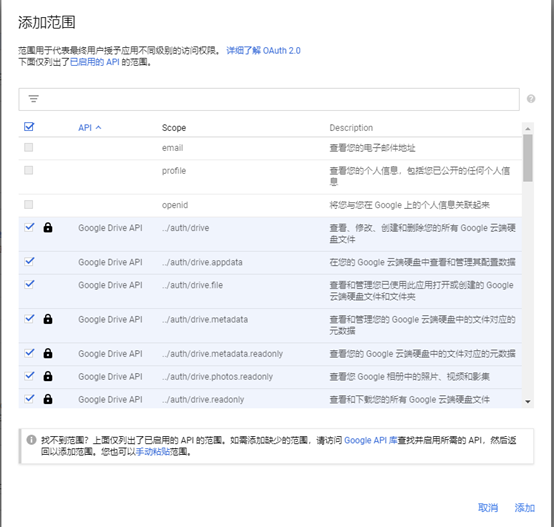 添加范围
范围用于代表最终用户授予应用不同级别的访问权限。 详细了解 OAuth 2.0
下面仅列出了已启用的 API 的范围。
API Scope Description
email 查看您的电子邮件地址
profile 查看您的个人信息，包括您已公开的任何个人信
息
openid 将您与您在 Google 上的个人信息关联起来
Google Drive API ../auth/drive 查看、修改、创建和删除您的所有 Google 云端硬
盘文件
Google Drive API ../auth/drive.appdata 在您的 Google 云端硬盘中查看和管理其配置数据
Google Drive API ../auth/drive.file 查看和管理您已使用此应用打开或创建的 Google
云端硬盘文件和文件夹
Google Drive API ../auth/drive.metadata 查看和管理您的 Google 云端硬盘中的文件对应的
元数据
Google Drive API ../auth/drive.metadata.readonly 查看您的 Google 云端硬盘中的文件对应的元数据
Google Drive API ../auth/drive.photos.readonly 查看您 Google 相册中的照片、视频和影集
Google Drive API ../auth/drive.readonly 查看和下载您的所有 Google 云端硬盘文件
找不到范围？上面仅列出了已启用的 API 的范围。如需添加缺少的范围，请访问 Google API 库查找并启用所需的 API，然后返
回以添加范围。您也可以手动粘贴范围。
取消 添加